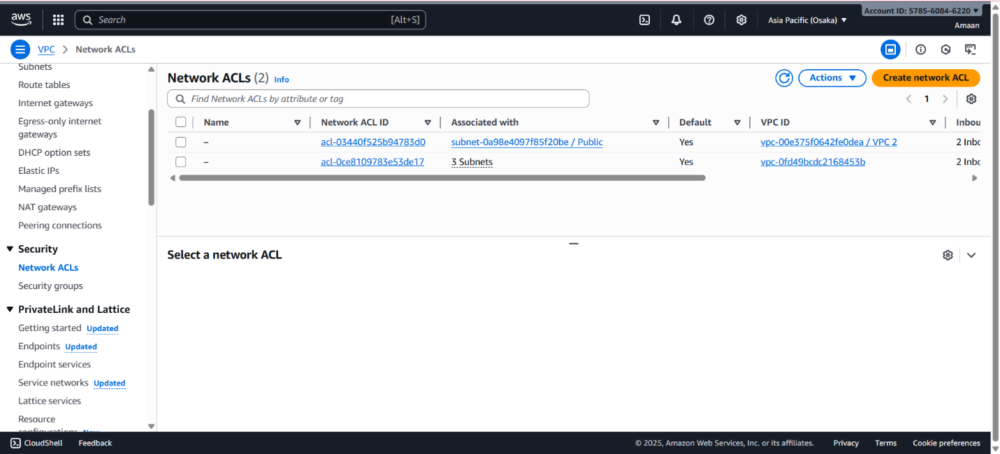 aws
Search [Alt+S]
Asia Pacific (Osaka)
Account ID: 5785-6084-6220
Amaan
VPC Network ACLs
Subnets
Route tables
Internet gateways
Egress-only internet
gateways
DHCP option sets
Elastic IPs
Managed prefix lists
NAT gateways
Peering connections
Security
Network ACLs
Security groups
PrivateLink and Lattice
Getting started Updated
Endpoints Updated
Endpoint services
Service networks Updated
Lattice services
Resource
configurations New
Network ACLs (2) Info
Actions
Create network ACL
Find Network ACLs by attribute or tag
1
Name Network ACL ID Associated with Default VPC ID Inbou
– acl-03440f525b94783d0 subnet-0a98e4097f85f20be / Public Yes vpc-00e375f0642fe0dea / VPC 2 2 Inbc
– acl-0ce8109783e53de17 3 Subnets Yes vpc-0fd49bcdc2168453b 2 Inbc
Select a network ACL
CloudShell Feedback © 2025, Amazon Web Services, Inc. or its affiliates. Privacy Terms Cookie preferences